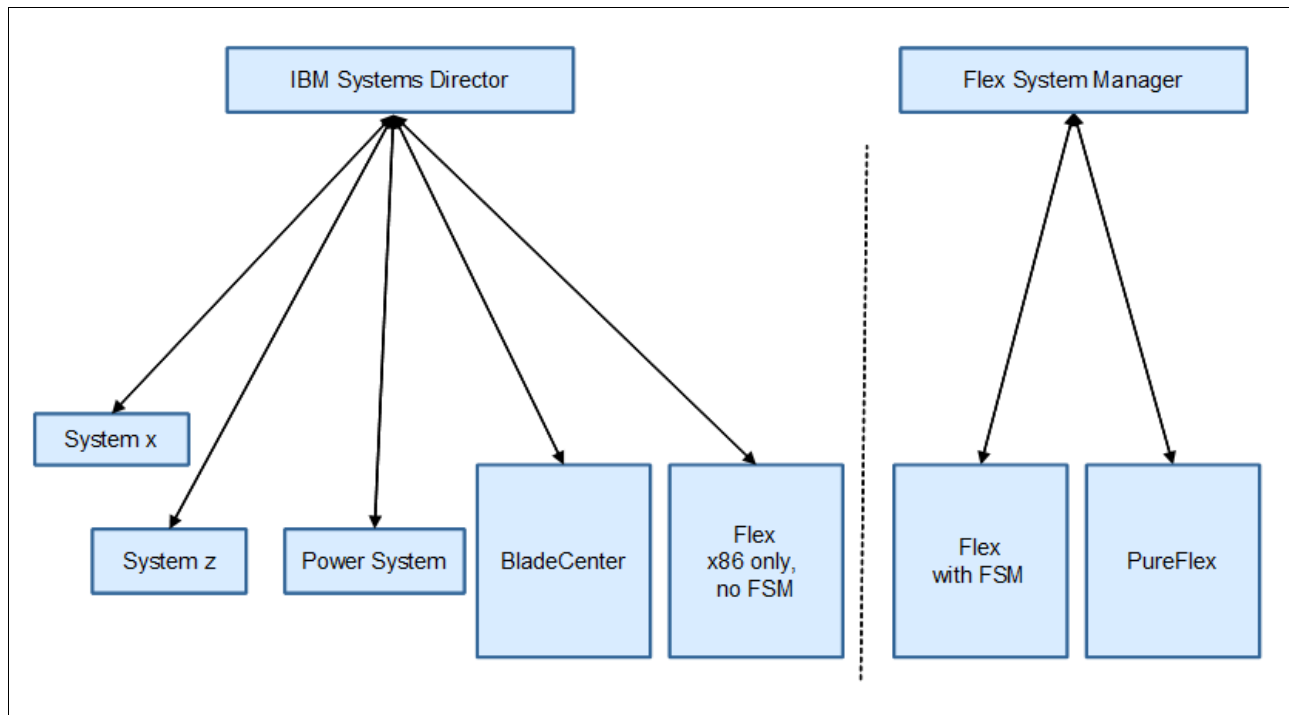 IBM Systems Director
Flex System Manager
System x
System z
Power System
BladeCenter
Flex
x86 only,
no FSM
Flex
with FSM
PureFlex